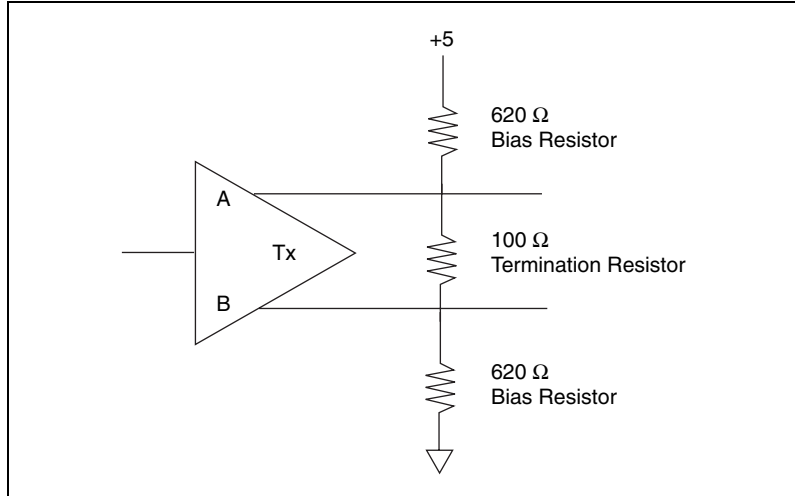 +5
620 Ω
Bias Resistor
A
100 Ω
Tx
Termination Resistor
B
620 Ω
Bias Resistor